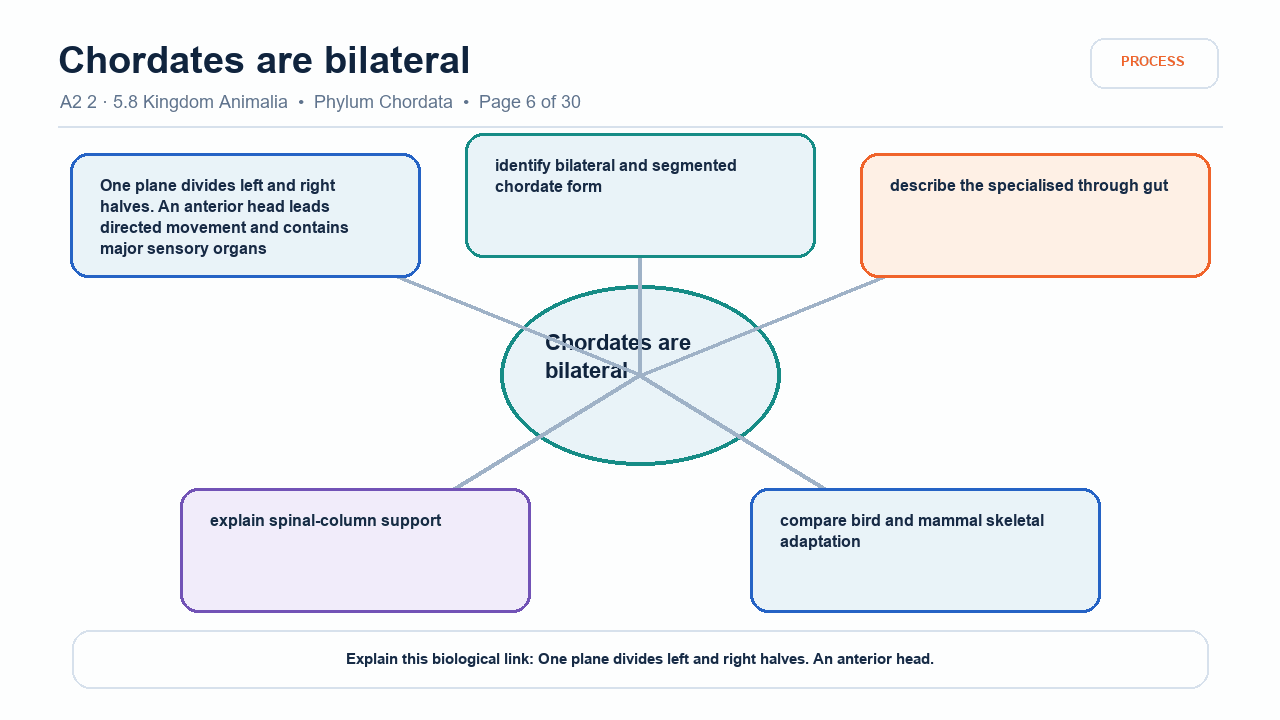 Chordates are bilateral
PROCESS
A2 2 · 5.8 Kingdom Animalia • Phylum Chordata • Page 6 of 30
One plane divides left and right
halves. An anterior head leads
directed movement and contains
major sensory organs
identify bilateral and segmented
chordate form
describe the specialised through gut
Chordates are
bilateral
explain spinal-column support
compare bird and mammal skeletal
adaptation
Explain this biological link: One plane divides left and right halves. An anterior head.